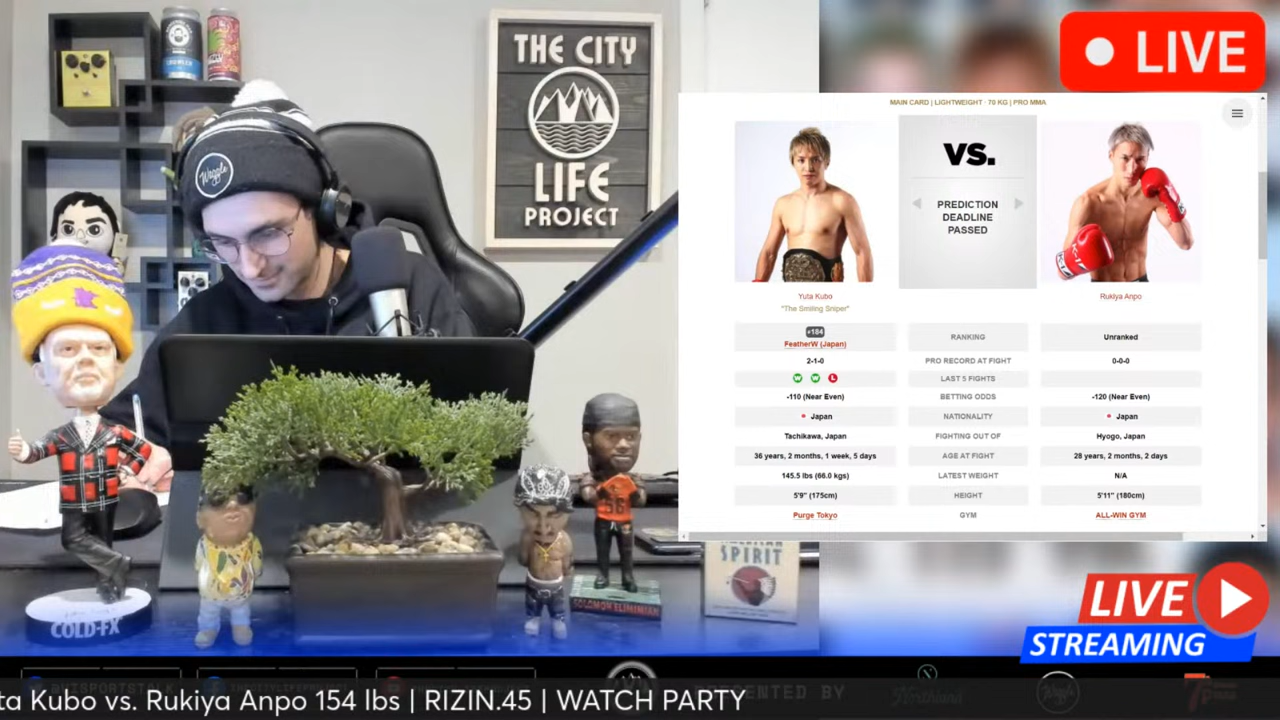 THE CITY
LIFE
PROJECT
Waggle
COLD-FX
SOLOMON ELIMIMIAN
SPIRIT
LIVE
MAIN CARD | LIGHTWEIGHT · 70 KG | PRO MMA
VS.
PREDICTION
DEADLINE
PASSED
Yuta Kubo
Rukiya Anpo
"The Smiling Sniper"
+184
FeatherW (Japan)
RANKING
Unranked
2-1-0
PRO RECORD AT FIGHT
0-0-0
W W L
LAST 5 FIGHTS
-110 (Near Even)
BETTING ODDS
-120 (Near Even)
Japan
NATIONALITY
Japan
Tachikawa, Japan
FIGHTING OUT OF
Hyogo, Japan
36 years, 2 months, 1 week, 5 days
AGE AT FIGHT
28 years, 2 months, 2 days
145.5 lbs (66.0 kgs)
LATEST WEIGHT
N/A
5'9" (175cm)
HEIGHT
5'11" (180cm)
Purge Tokyo
GYM
ALL-WIN GYM
LIVE
STREAMING
ta Kubo vs. Rukiya Anpo 154 lbs | RIZIN.45 | WATCH PARTY